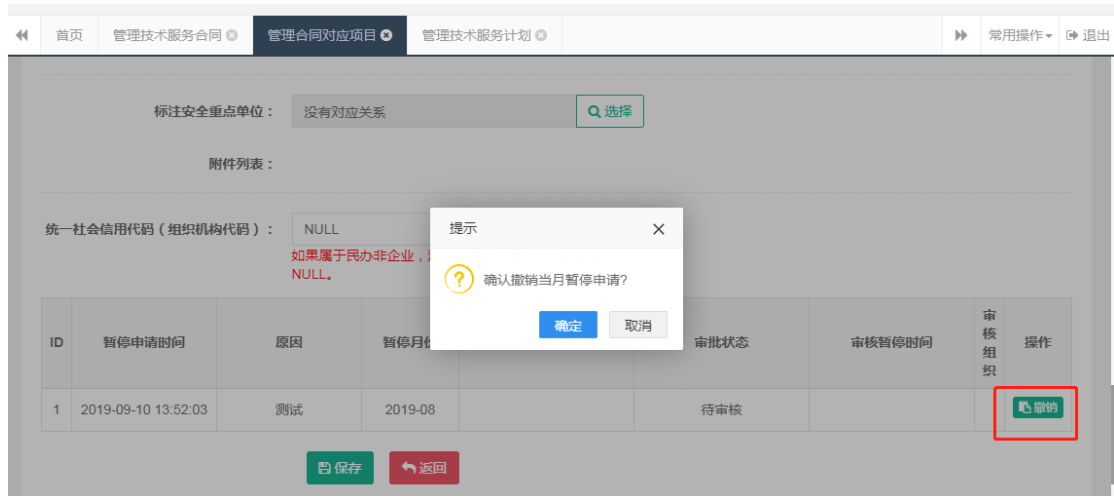 首页 管理技术服务合同 管理合同对应项目 管理技术服务计划 常用操作 退出
标注安全重点单位： 没有对应关系 选择
附件列表：
统一社会信用代码（组织机构代码）： NULL
如果属于民办非企业，
NULL。
提示
确认撤销当月暂停申请?
确定 取消
ID 暂停申请时间 原因 暂停月 审批状态 审核暂停时间 审核组织 操作
1 2019-09-10 13:52:03 测试 2019-08 待审核 撤销
保存 返回